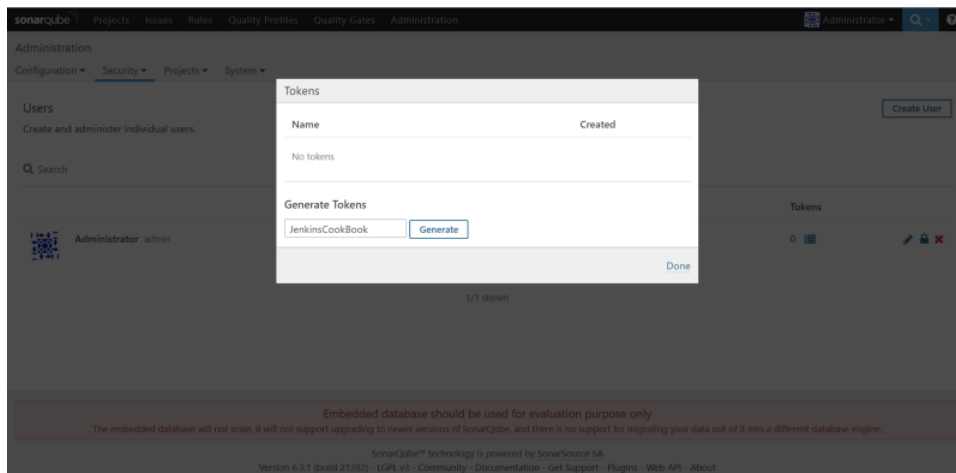 sonarqube Projects Issues Rules Quality Profiles Quality Gates Administration Administrator
Administration
Configuration Security Projects System
Tokens
Users
Create User
Create and administer individual users.
Name Created
No tokens
Search
Generate Tokens
Tokens
JenkinsCookBook Generate
Administrator admin
0
Done
1/1 shown
Embedded database should be used for evaluation purpose only
The embedded database will not scale, it will not support upgrading to newer versions of SonarQube, and there is no support for migrating your data out of it into a different database engine.
SonarQube™ technology is powered by SonarSource SA
Version 6.3.1 (build 21392) - LGPL v3 - Community - Documentation - Get Support - Plugins - Web API - About